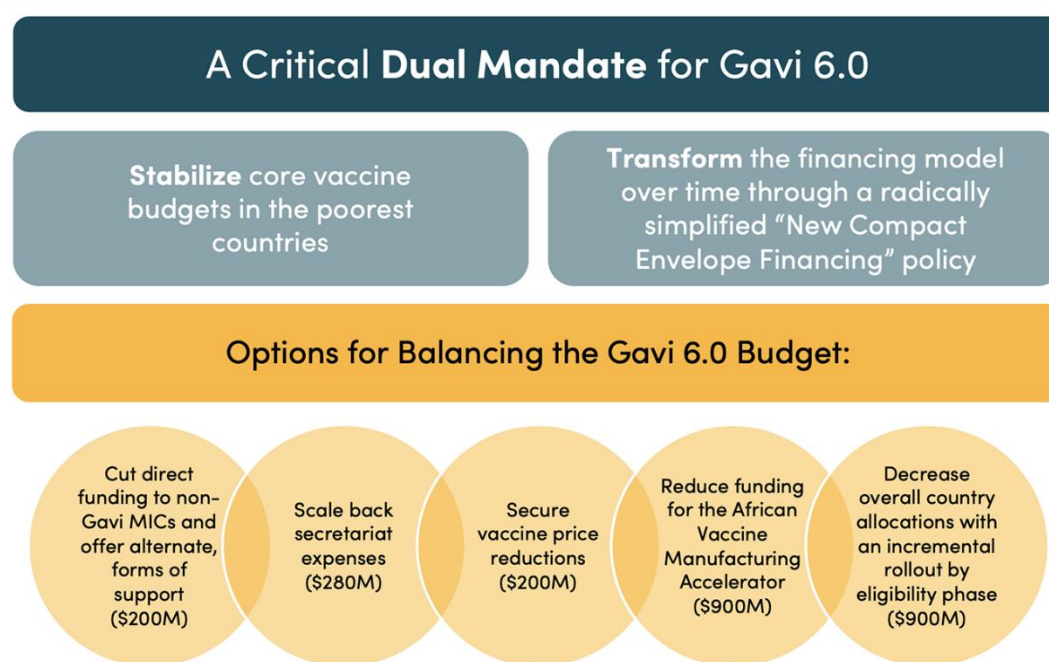 A Critical Dual Mandate for Gavi 6.0
Stabilize core vaccine
budgets in the poorest
countries
Transform the financing model
over time through a radically
simplified “New Compact
Envelope Financing” policy
Options for Balancing the Gavi 6.0 Budget:
Cut direct
funding to non-
Gavi MICs and
offer alternate,
forms of
support
($200M)
Scale back
secretariat
expenses
($280M)
Secure
vaccine price
reductions
($200M)
Reduce funding
for the African
Vaccine
Manufacturing
Accelerator
($900M)
Decrease
overall country
allocations with
an incremental
rollout by
eligibility phase
($900M)